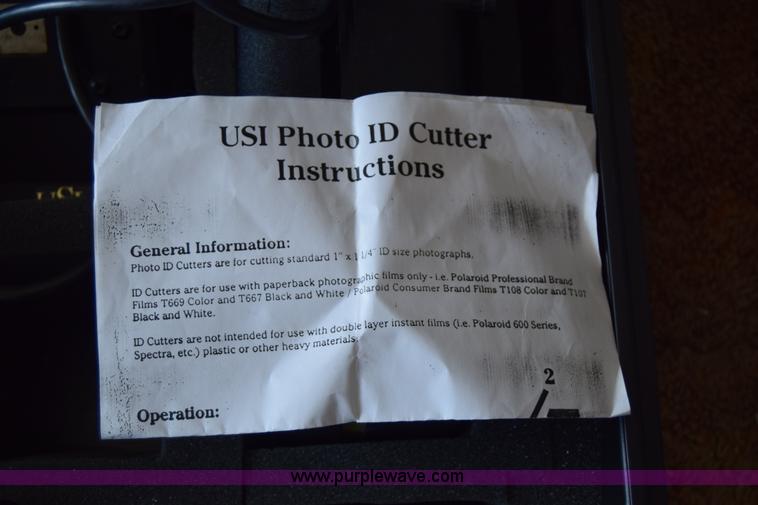 USI Photo ID Cutter
Instructions
USI
General Information:
Photo ID Cutters are for cutting standard 1" x 1 1/4" ID size photographs.
ID Cutters are for use with paperback photographic films only - i.e. Polaroid Professional Brand
Films T669 Color and T667 Black and White / Polaroid Consumer Brand Films T108 Color and T107
Black and White.
ID Cutters are not intended for use with double layer instant films (i.e. Polaroid 600 Series,
Spectra, etc.) plastic or other heavy materials.
2
Operation:
www.purplewave.com